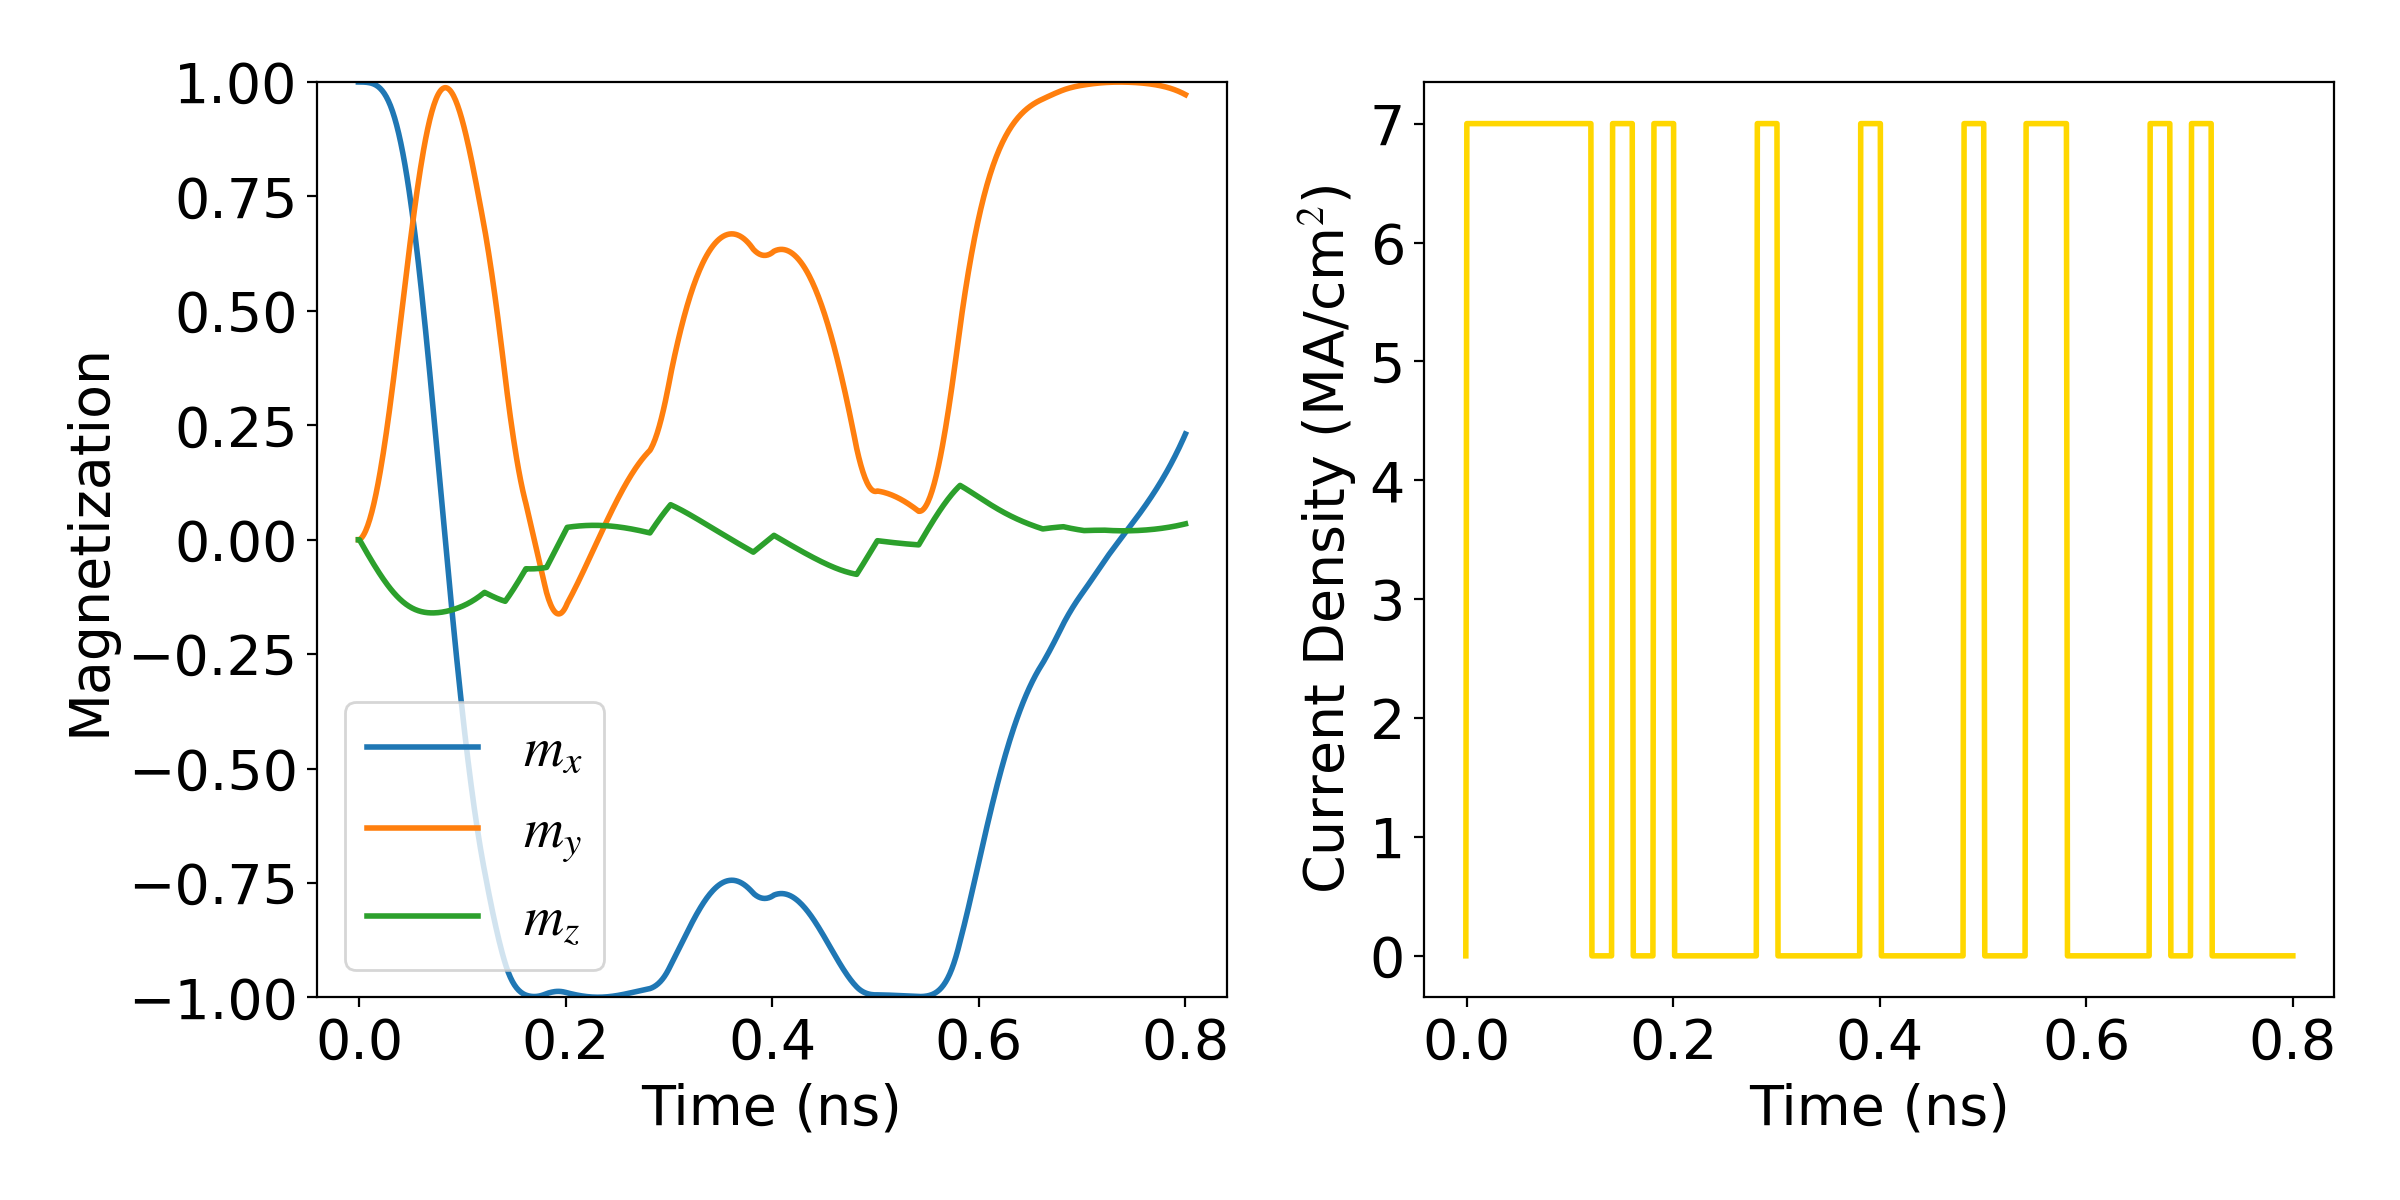 1.00
0.75
0.50
0.25
0.00
−0.25
−0.50
−0.75
−1.00
Magnetization
m_x
m_y
m_z
0.0 0.2 0.4 0.6 0.8
Time (ns)
7
6
5
4
3
2
1
0
Current Density (MA/cm²)
0.0 0.2 0.4 0.6 0.8
Time (ns)